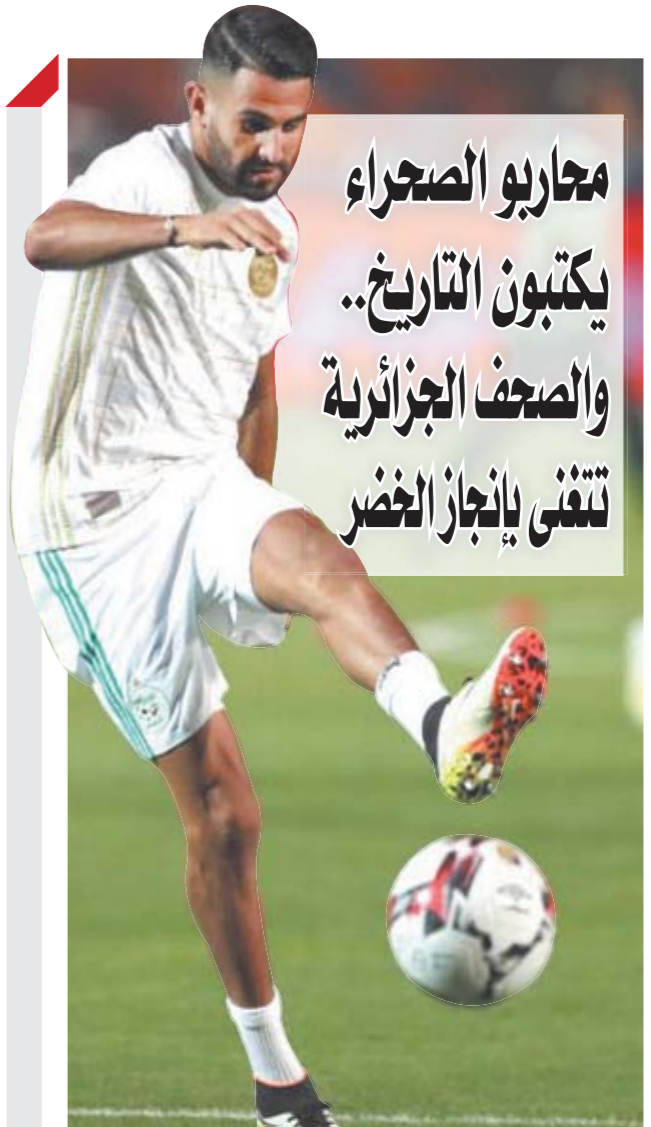 محاربو الصحراء
يكتبون التاريخ..
والصحف الجزائرية
تتغنى بإنجاز الخضر